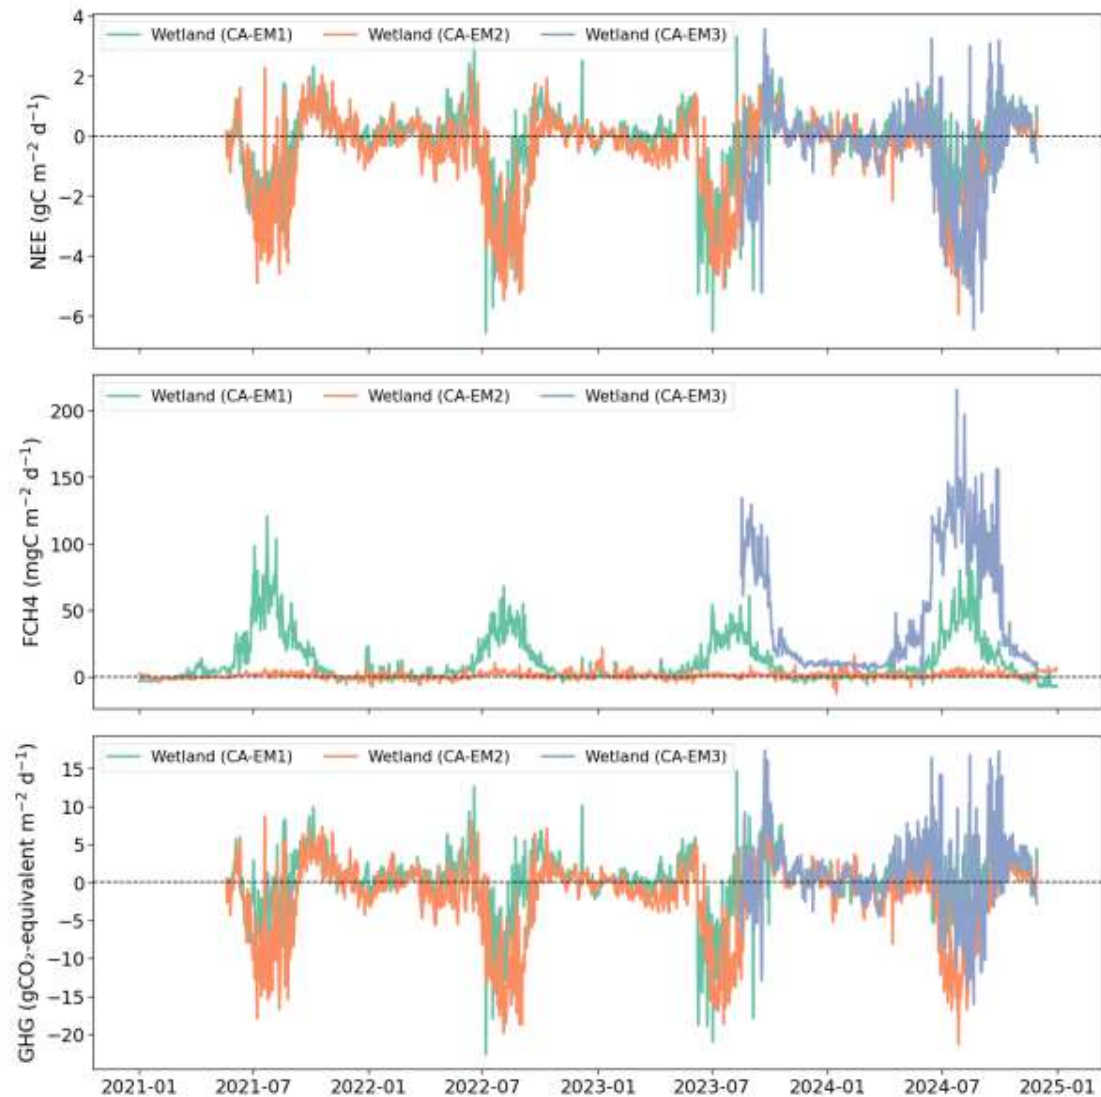 4
Wetland (CA-EM1) Wetland (CA-EM2) Wetland (CA-EM3)
2
0
−2
−4
−6
NEE (gC m⁻² d⁻¹)
Wetland (CA-EM1) Wetland (CA-EM2) Wetland (CA-EM3)
200
150
100
50
0
FCH4 (mgC m⁻² d⁻¹)
Wetland (CA-EM1) Wetland (CA-EM2) Wetland (CA-EM3)
15
10
5
0
−5
−10
−15
−20
GHG (gCO₂-equivalent m⁻² d⁻¹)
2021-01 2021-07 2022-01 2022-07 2023-01 2023-07 2024-01 2024-07 2025-01